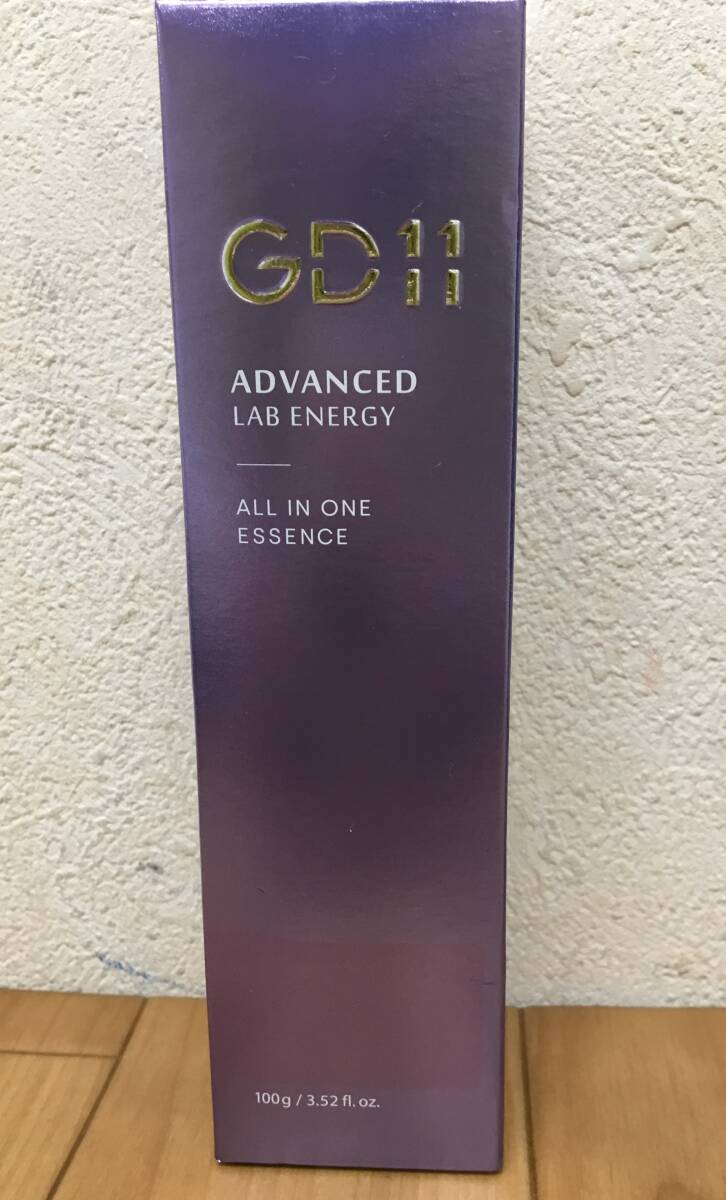 GD11
ADVANCED
LAB ENERGY
ALL IN ONE
ESSENCE
100g / 3.52 fl. oz.